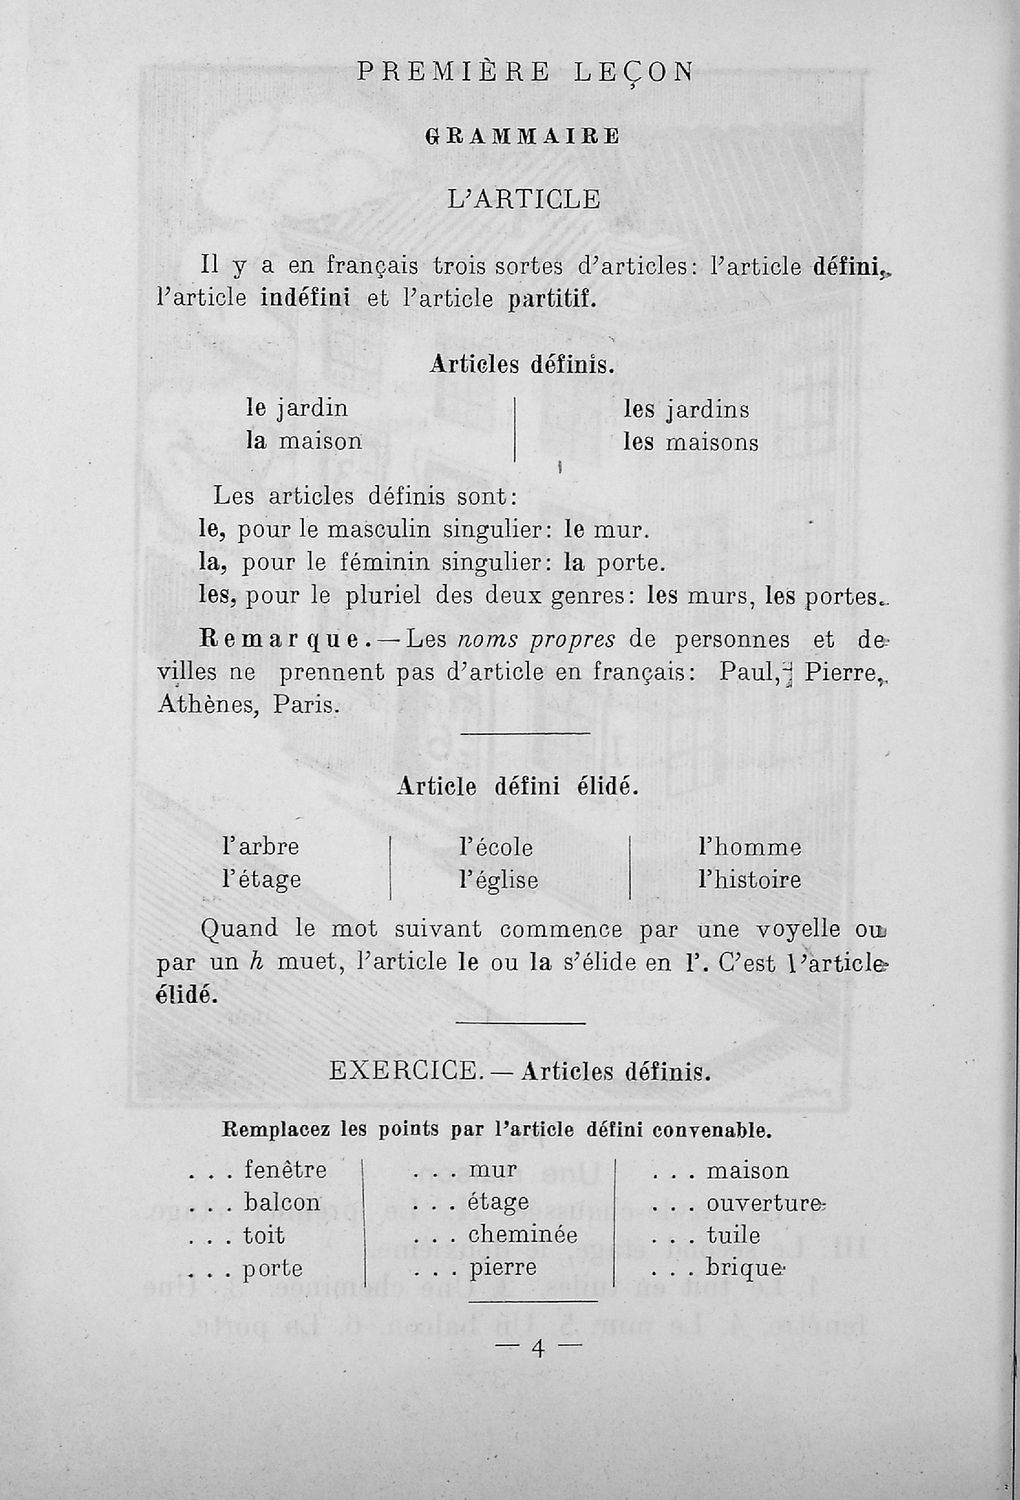 PREMIÈRE LEÇON
GRAMMAIRE
L'ARTICLE
Il y a en français trois sortes d'articles: l'article défini,
l'article indéfini et l'article partitif.
Articles définis.
le jardin les jardins
la maison les maisons
Les articles définis sont:
le, pour le masculin singulier: le mur.
la, pour le féminin singulier: la porte.
les, pour le pluriel des deux genres: les murs, les portes.
Remarque.—Les noms propres de personnes et de
villes ne prennent pas d'article en français: Paul, Pierre,
Athènes, Paris.
Article défini élidé.
l'arbre l'école l'homme
l'étage l'église l'histoire
Quand le mot suivant commence par une voyelle ou
par un h muet, l'article le ou la s'élide en l'. C'est l'article
élidé.
EXERCICE.— Articles définis.
Remplacez les points par l'article défini convenable.
. . . fenêtre . . . mur . . . maison
. . . balcon . . . étage . . . ouverture
. . . toit . . . cheminée . . . tuile
. . . porte . . . pierre . . . brique
— 4 —